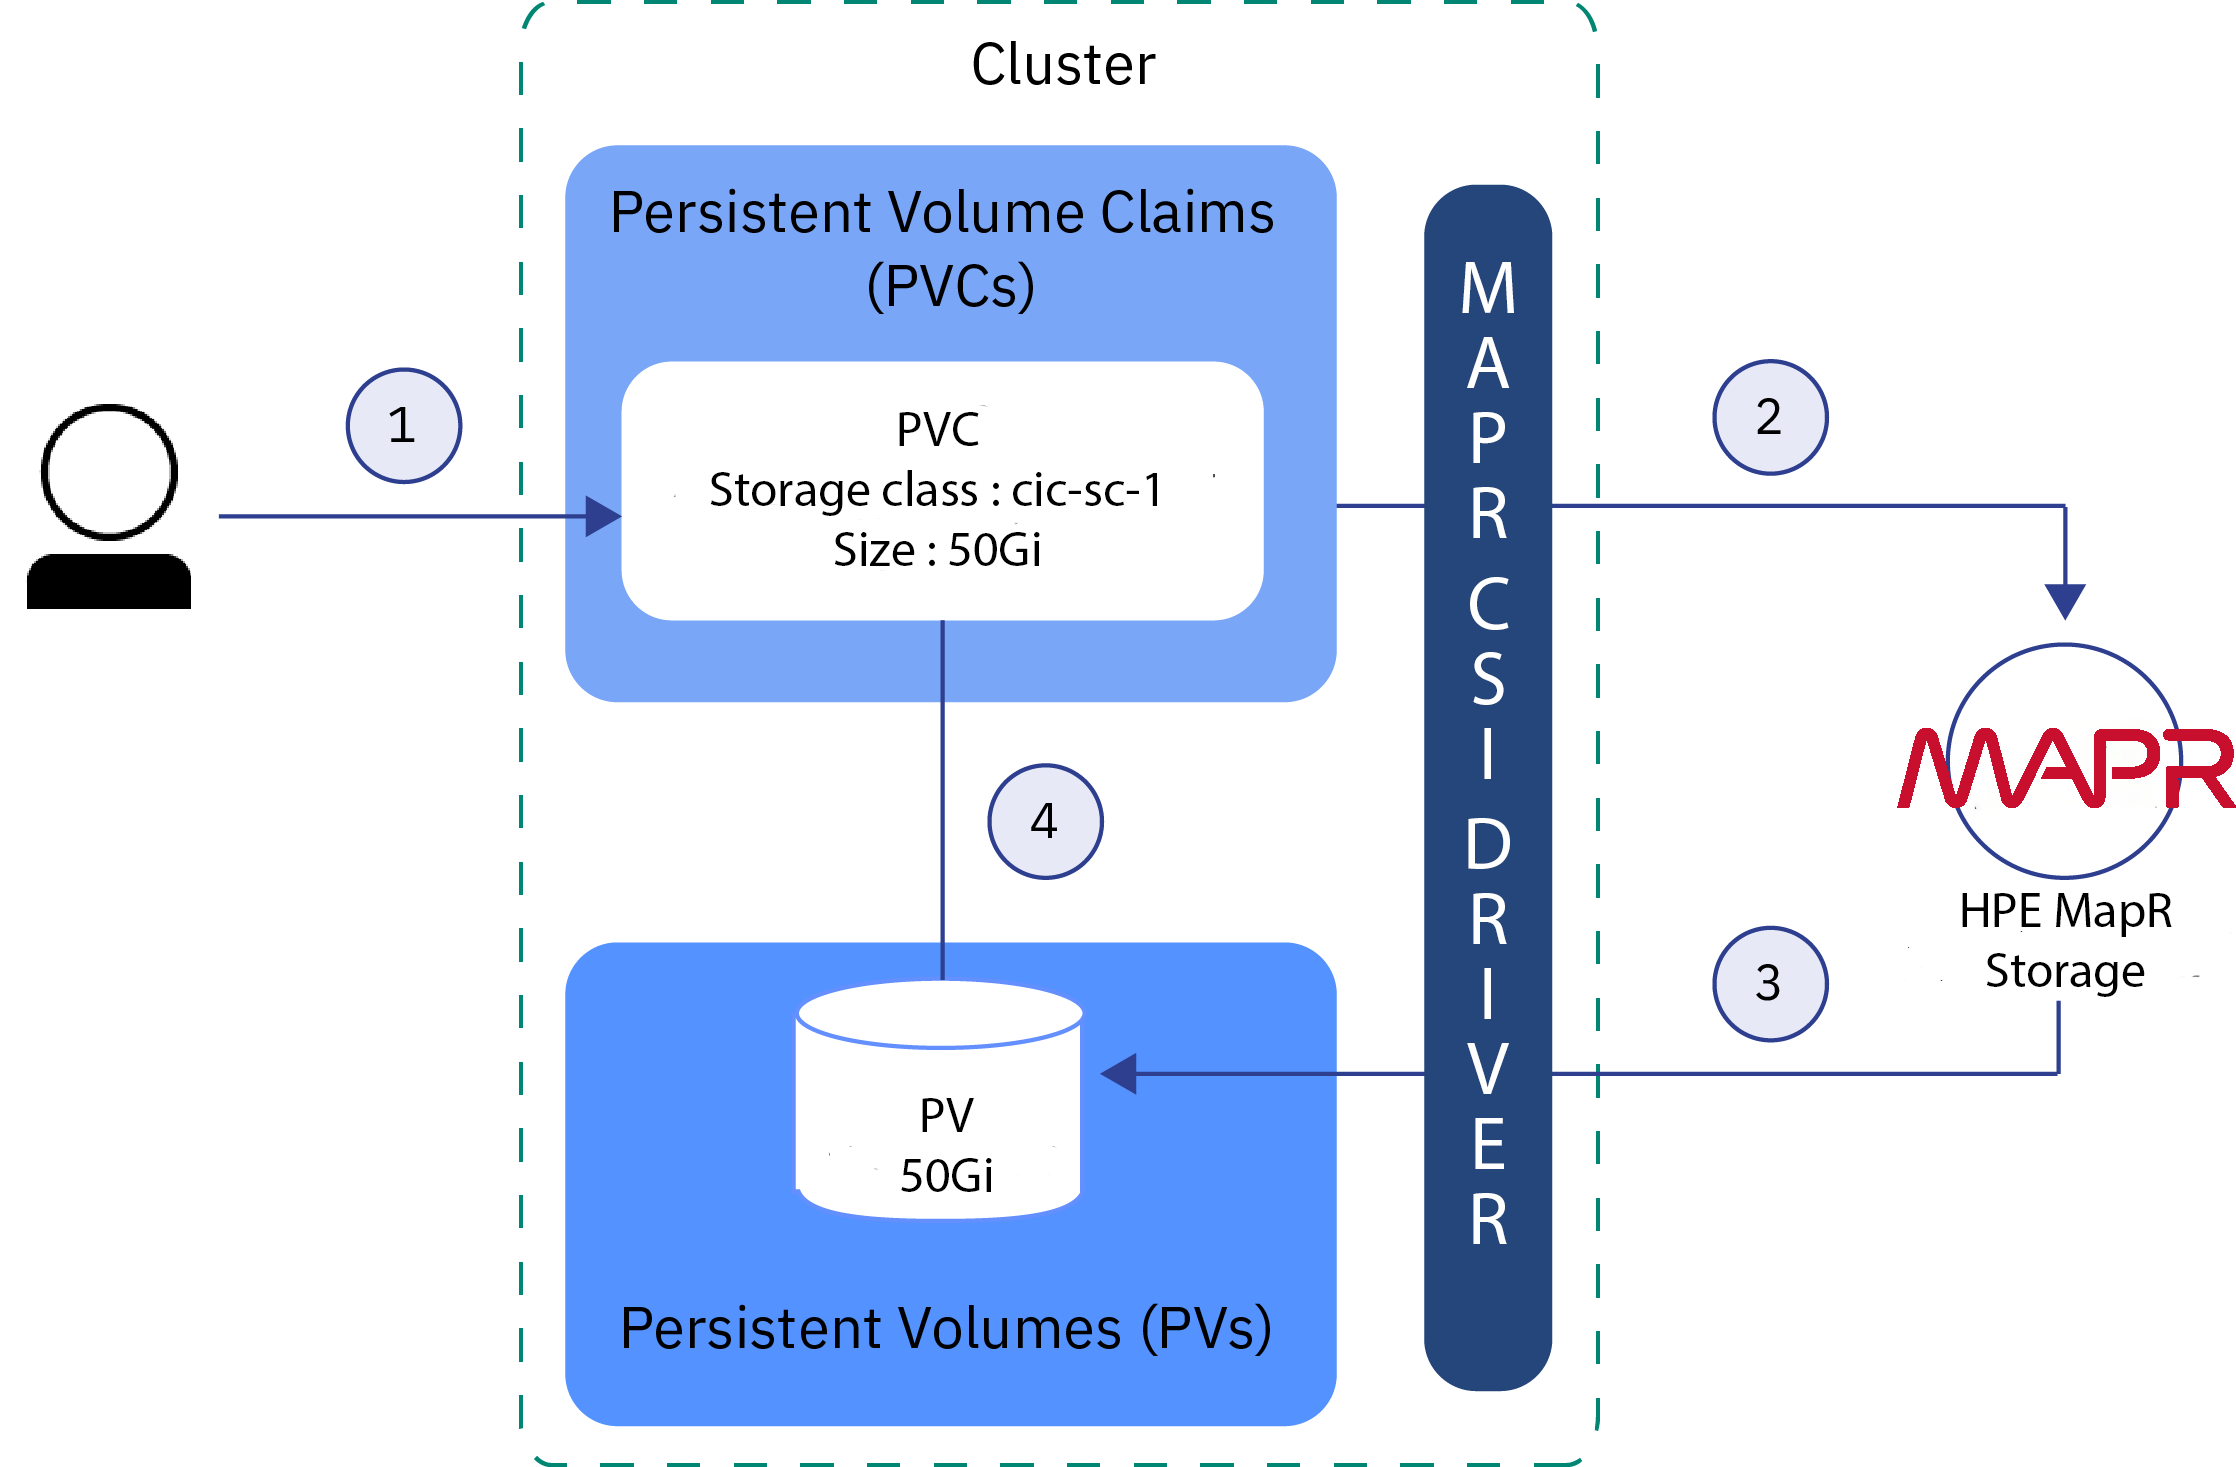 Cluster
Persistent Volume Claims
(PVCs)
1
PVC
Storage class : cic-sc-1
Size : 50Gi
MAPR CSI DRIVER
2
MAPR
HPE MapR
Storage
3
4
PV
50Gi
Persistent Volumes (PVs)